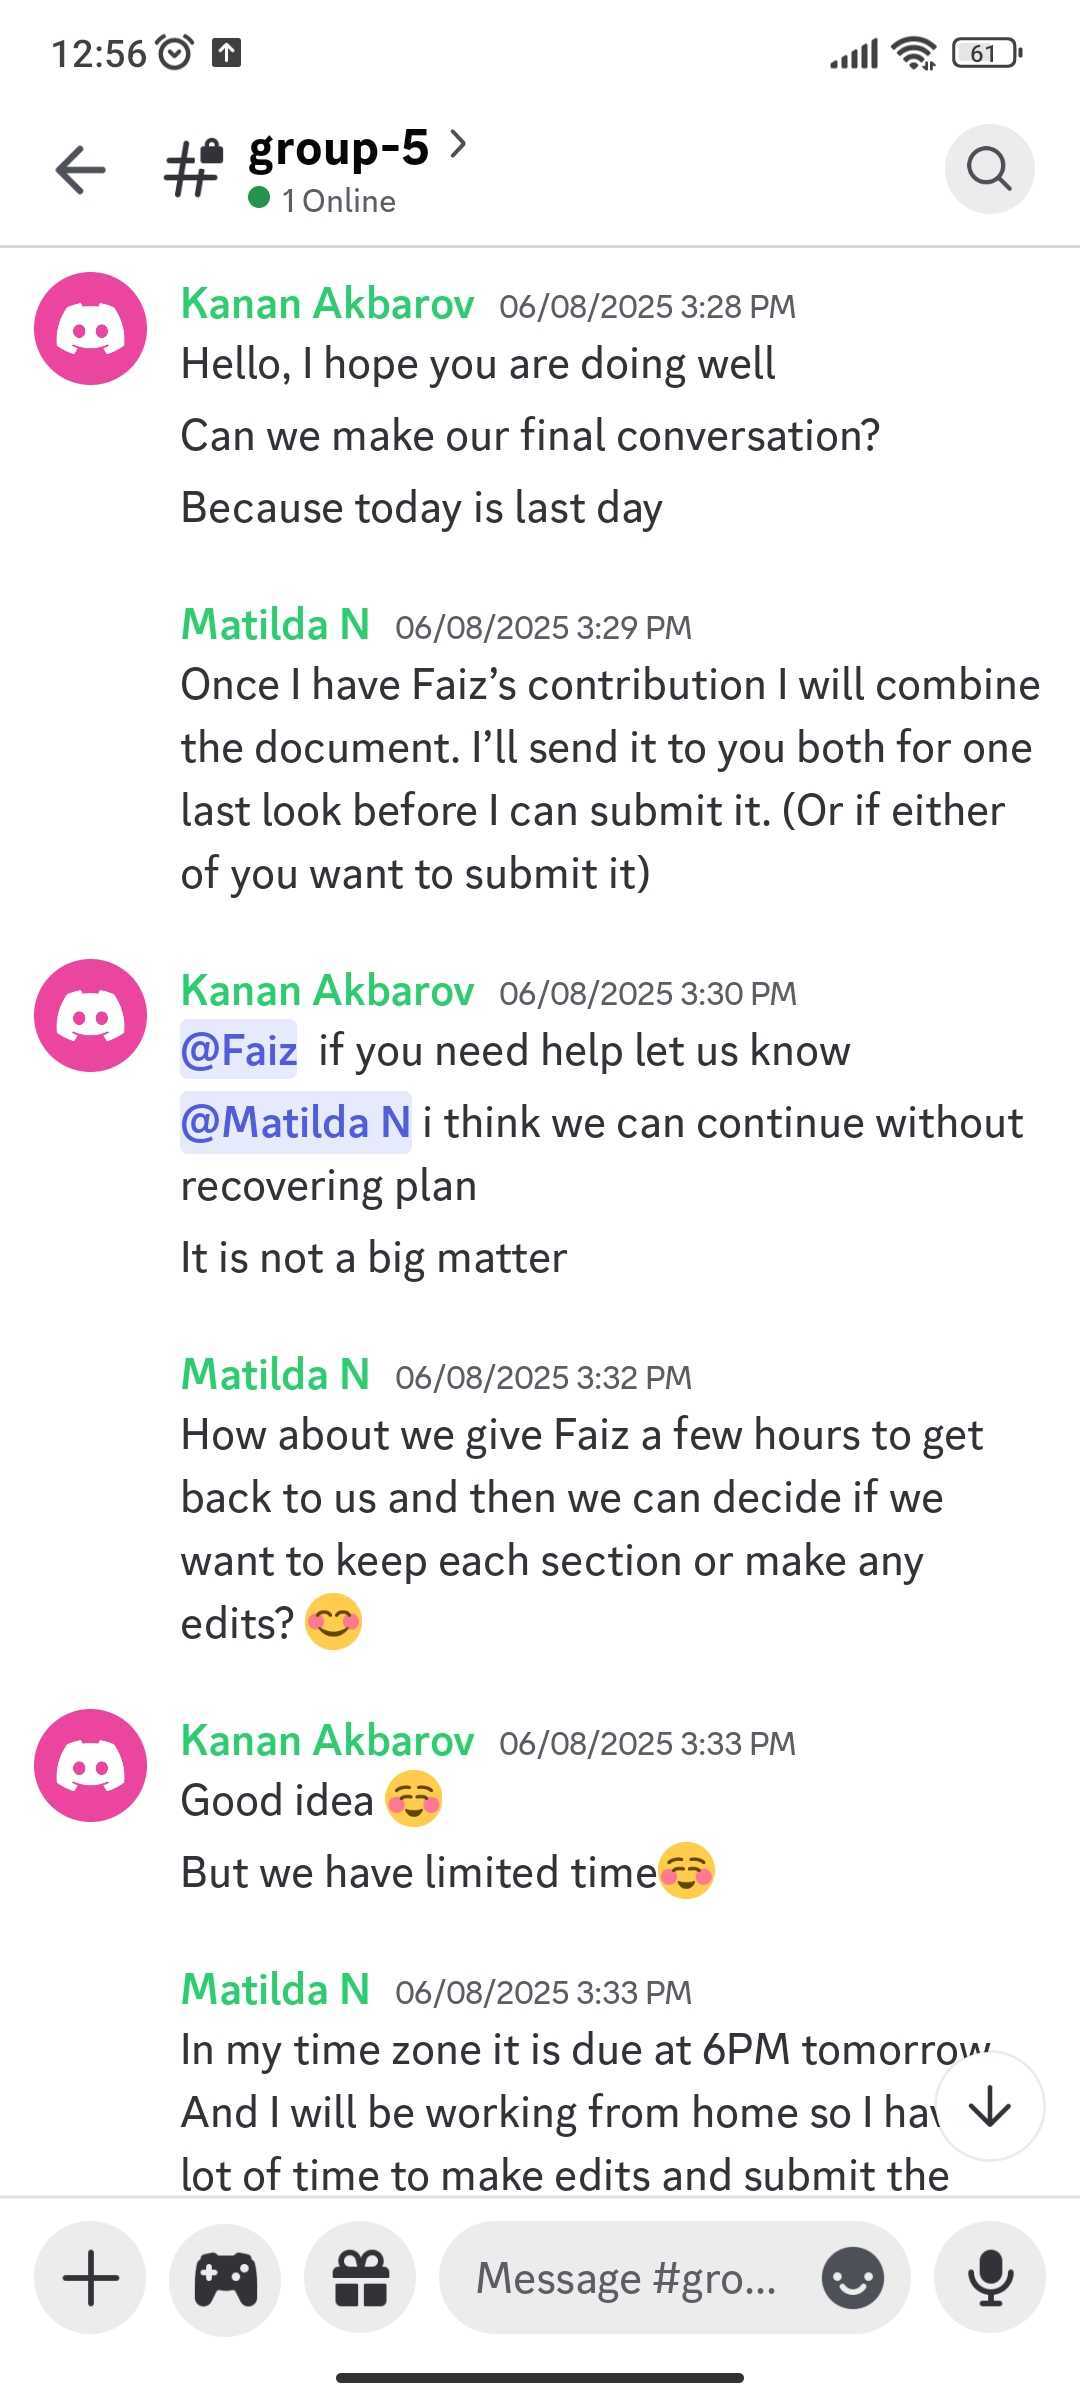 12:56
61
group-5
1 Online
Kanan Akbarov 06/08/2025 3:28 PM
Hello, I hope you are doing well
Can we make our final conversation?
Because today is last day
Matilda N 06/08/2025 3:29 PM
Once I have Faiz’s contribution I will combine
the document. I’ll send it to you both for one
last look before I can submit it. (Or if either
of you want to submit it)
Kanan Akbarov 06/08/2025 3:30 PM
@Faiz if you need help let us know
@Matilda N i think we can continue without
recovering plan
It is not a big matter
Matilda N 06/08/2025 3:32 PM
How about we give Faiz a few hours to get
back to us and then we can decide if we
want to keep each section or make any
edits? 😊
Kanan Akbarov 06/08/2025 3:33 PM
Good idea ☺️
But we have limited time☺️
Matilda N 06/08/2025 3:33 PM
In my time zone it is due at 6PM tomorrow
And I will be working from home so I
lot of time to make edits and submit the
Message #gro...